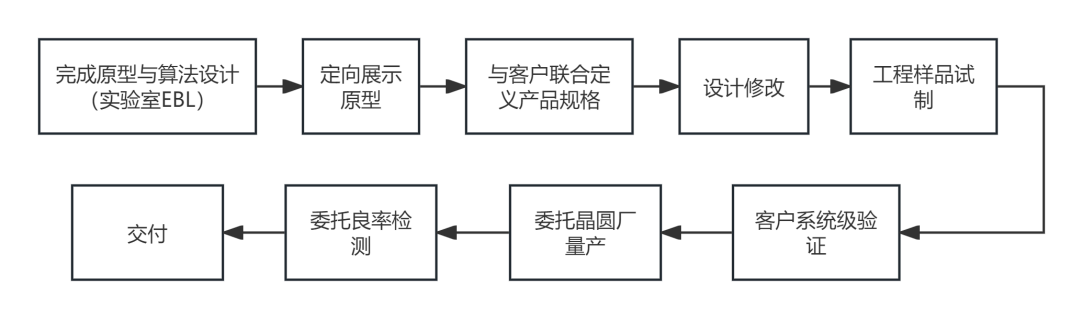 完成原型与算法设计
（实验室EBL）
定向展示
原型
与客户联合定
义产品规格
设计修改
工程样品试
制
客户系统级验
证
委托晶圆厂
量产
委托良率检
测
交付